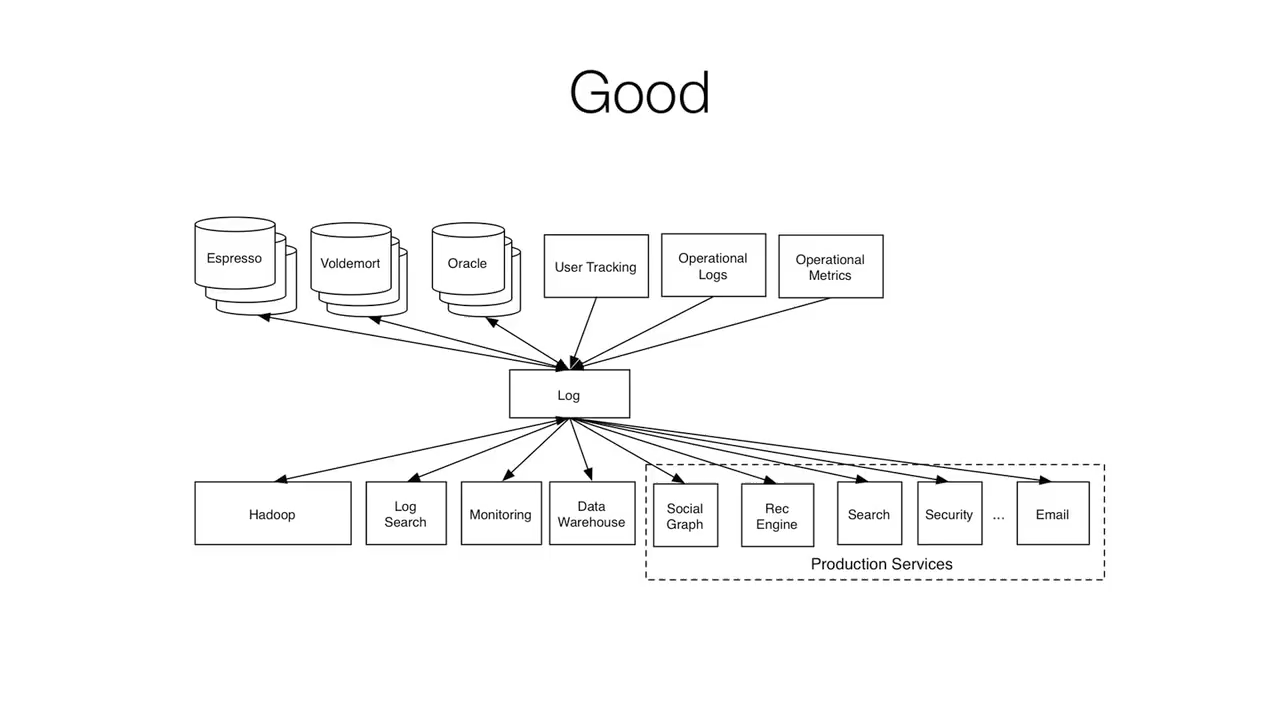 Good
Espresso
Voldemort
Oracle
User Tracking
Operational
Logs
Operational
Metrics
Log
Hadoop
Log
Search
Monitoring
Data
Warehouse
Social
Graph
Rec
Engine
Search
Security
...
Email
Production Services